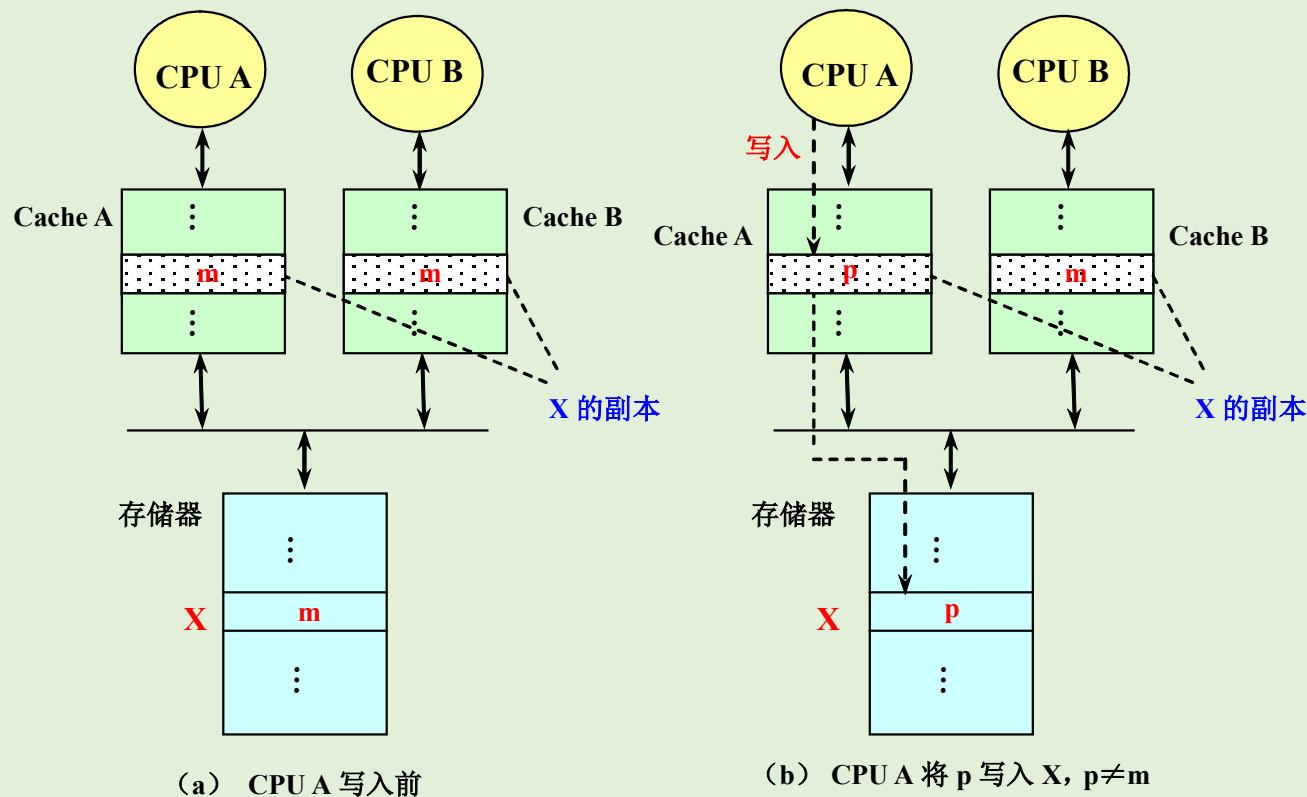 CPU A
CPU B
Cache A
⋮
⋮
Cache B
m
m
⋮
⋮
X 的副本
存储器
⋮
X
m
⋮
（a） CPU A 写入前
CPU A
CPU B
写入
Cache A
⋮
⋮
Cache B
p
m
⋮
⋮
X 的副本
存储器
⋮
X
p
⋮
（b） CPU A 将 p 写入 X，p≠m